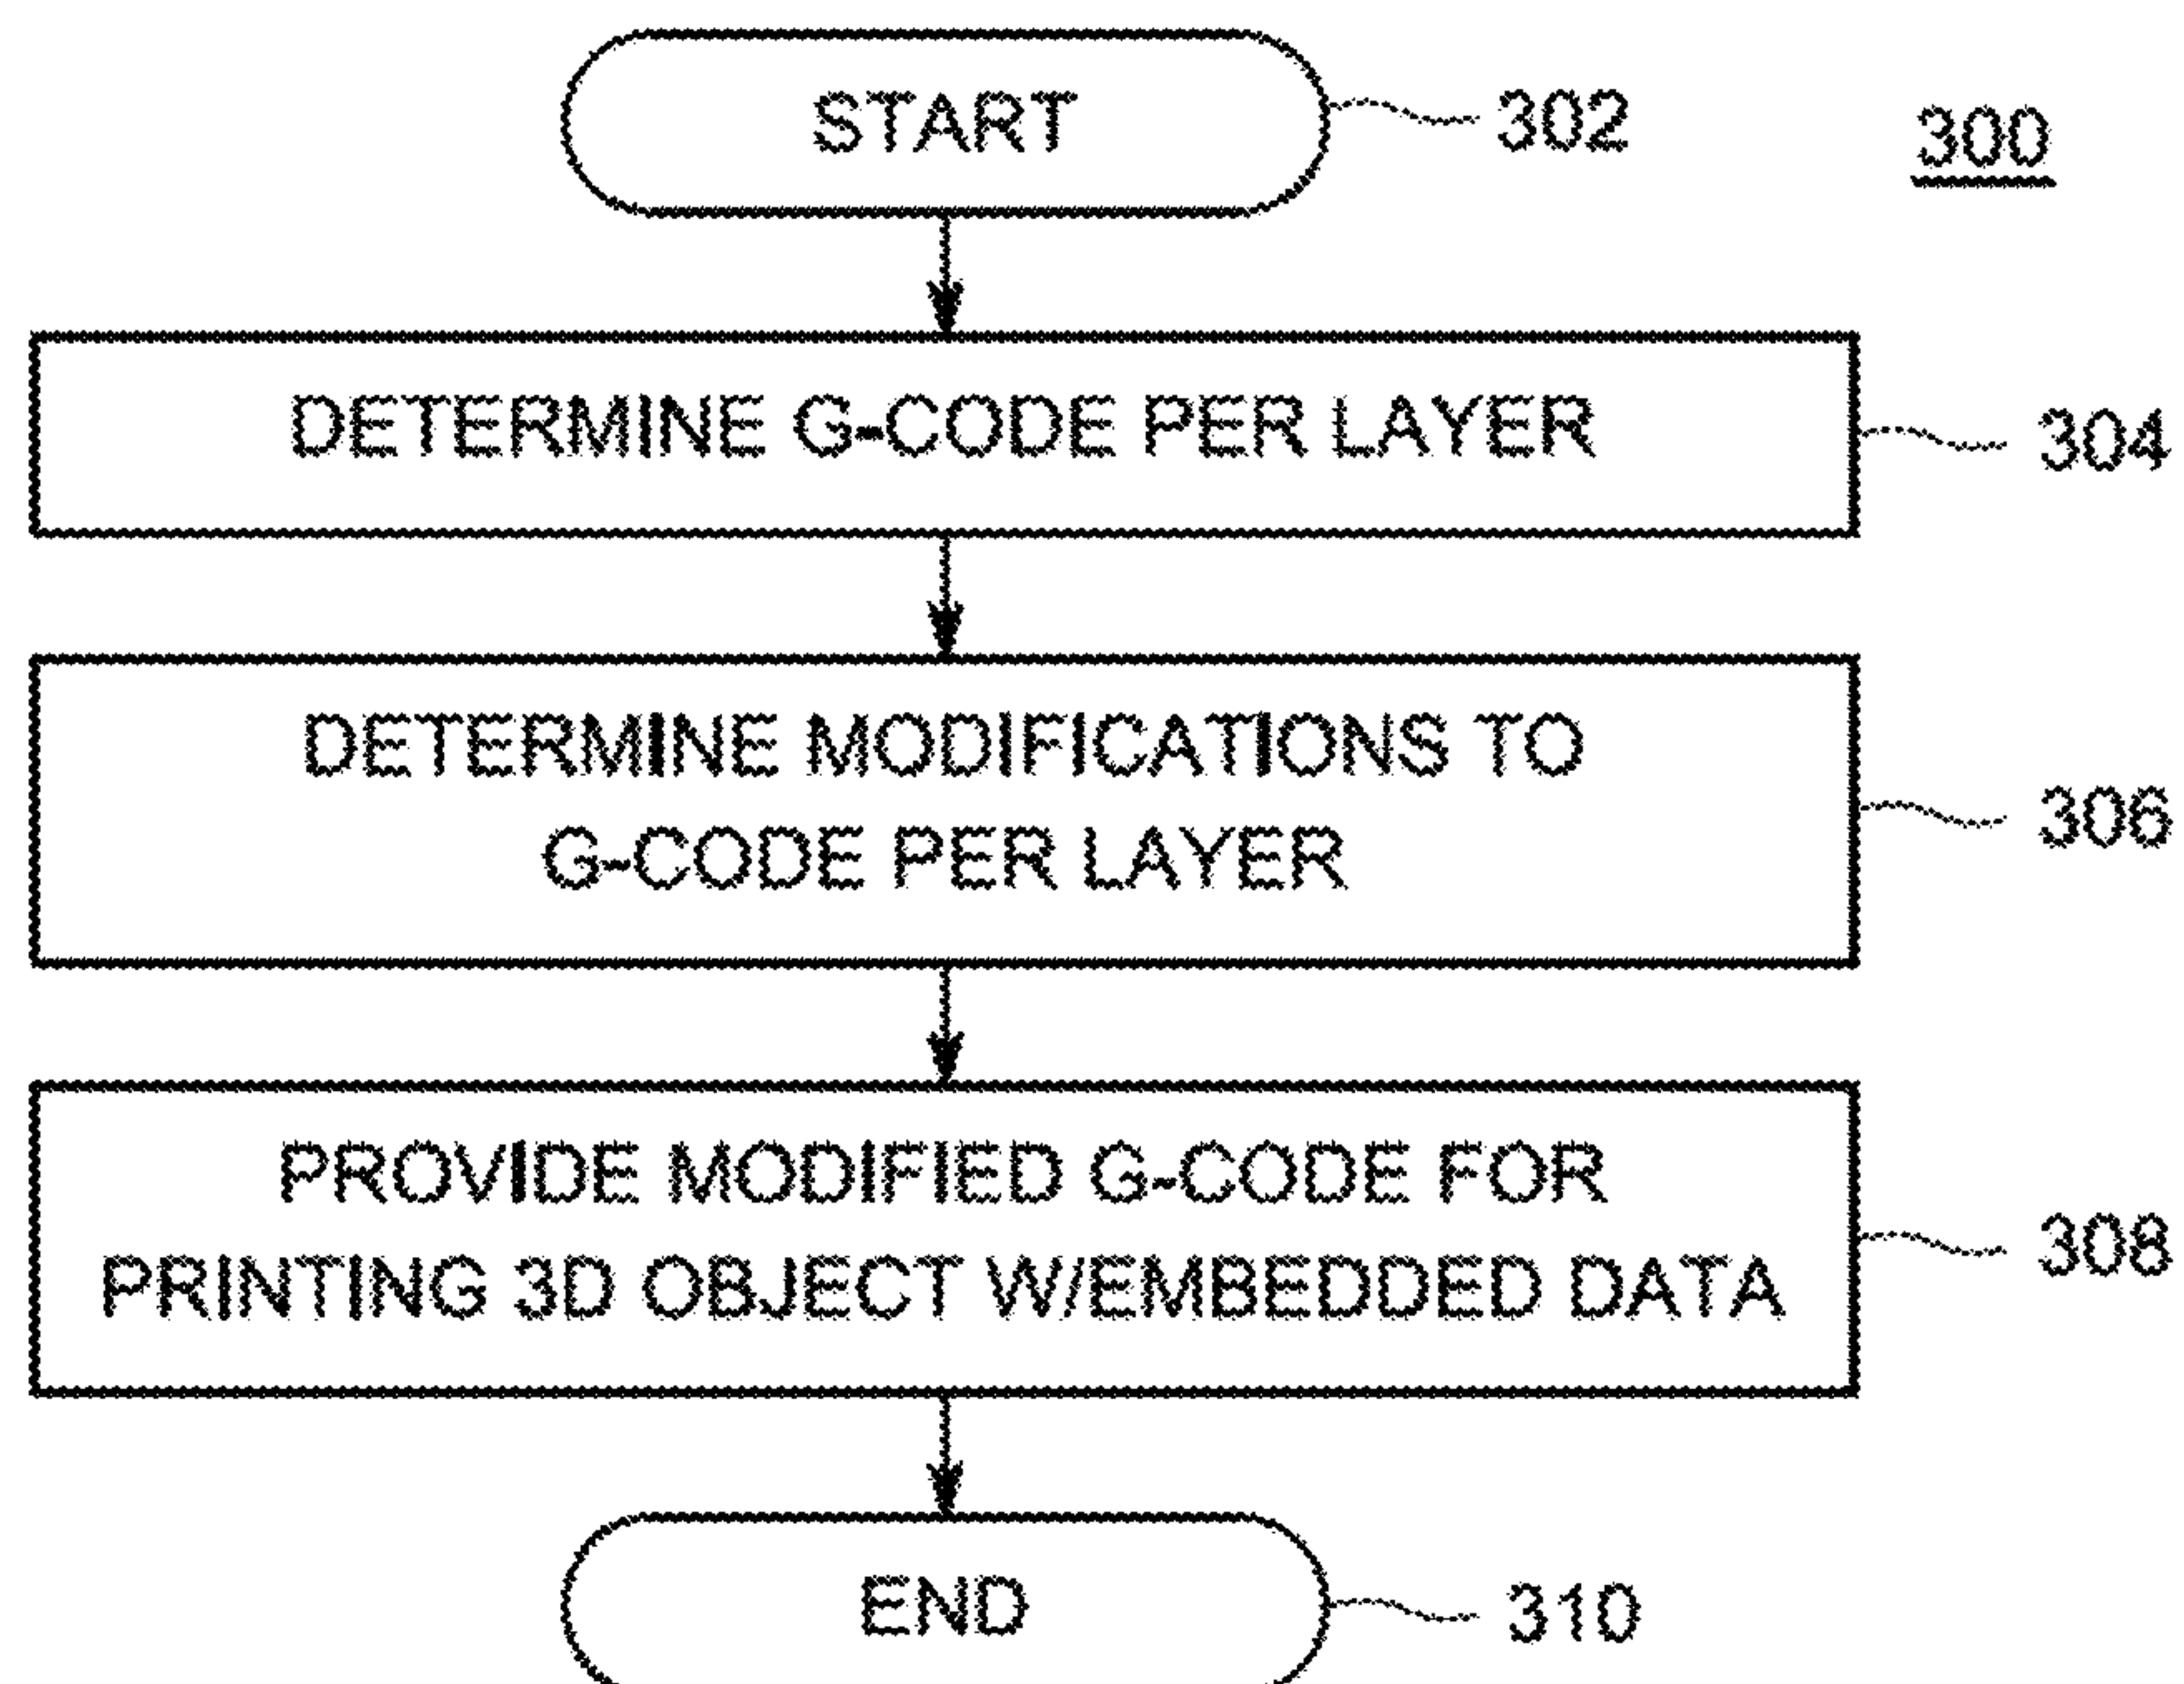 START
302
300
DETERMINE G-CODE PER LAYER
304
DETERMINE MODIFICATIONS TO
G-CODE PER LAYER
306
PROVIDE MODIFIED G-CODE FOR
PRINTING 3D OBJECT W/EMBEDDED DATA
308
END
310